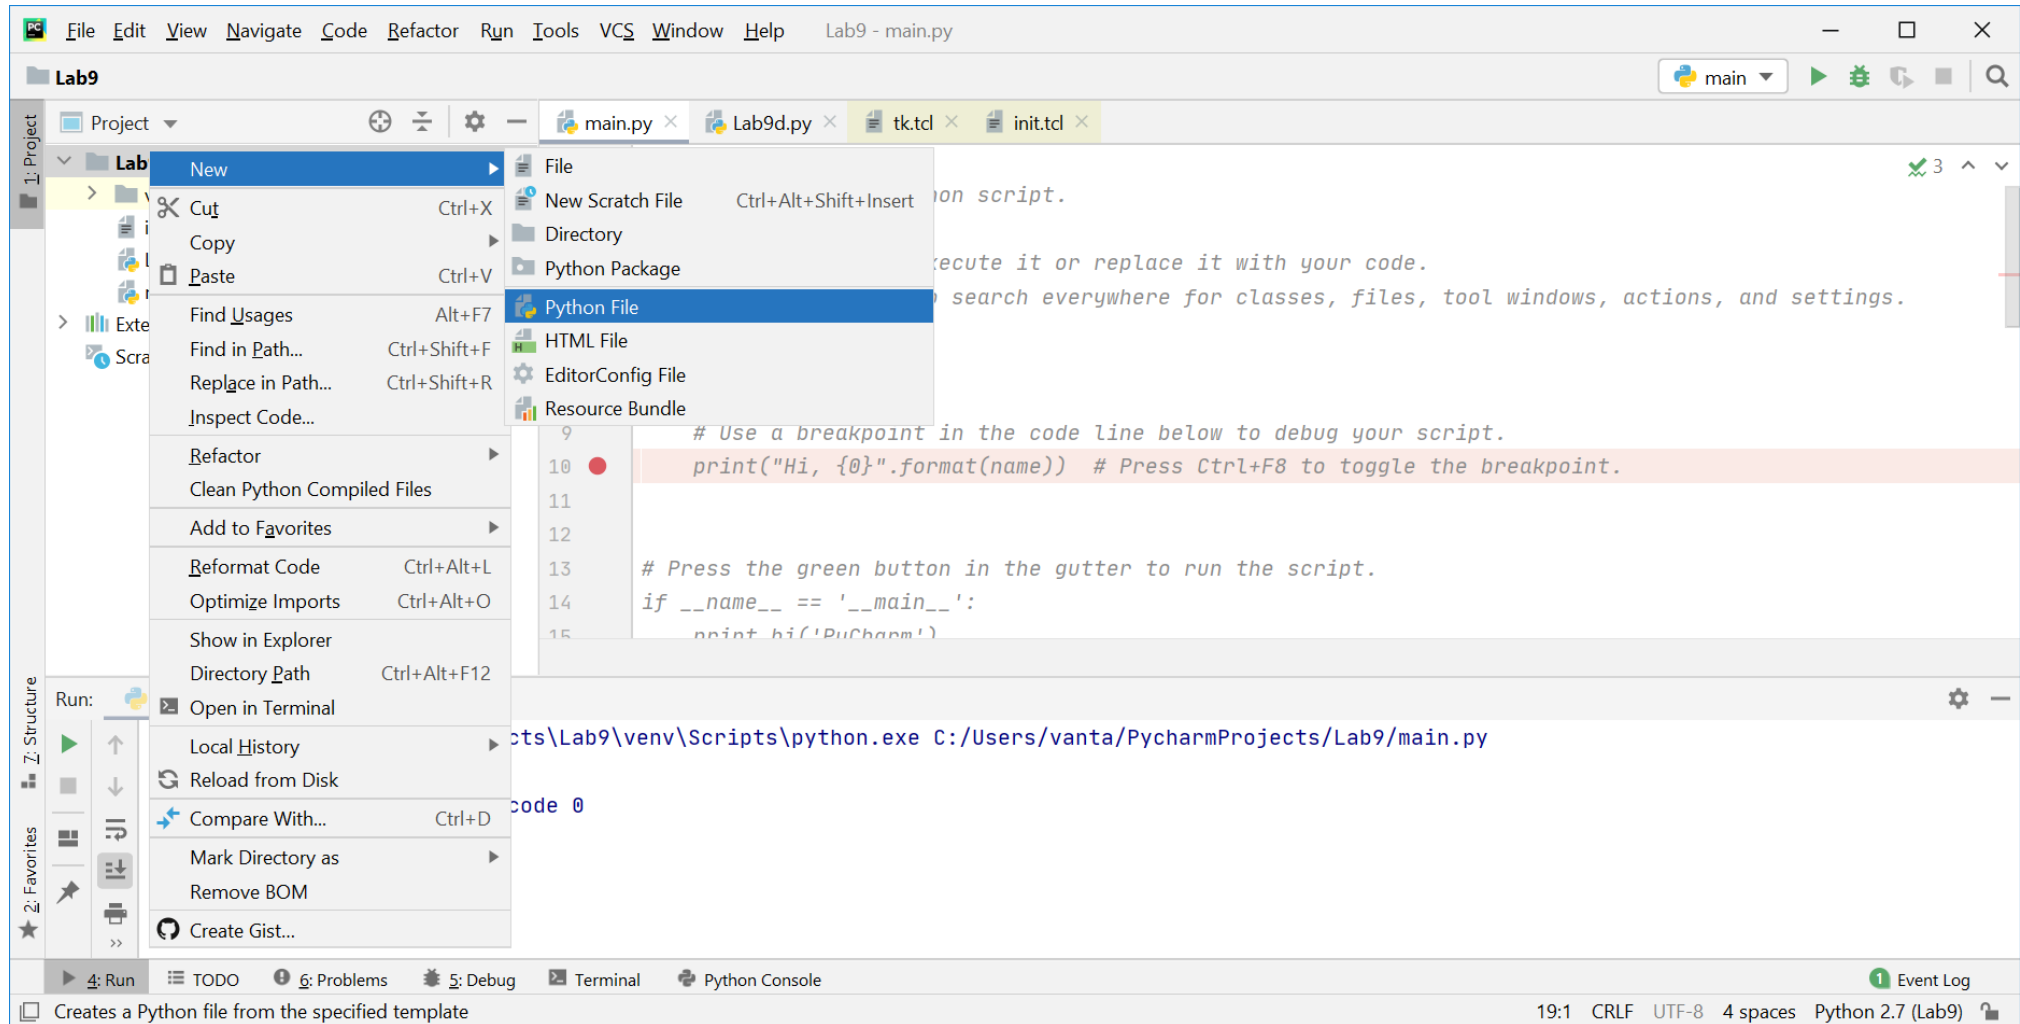 PC File Edit View Navigate Code Refactor Run Tools VCS Window Help Lab9 - main.py
Lab9 main
1: Project
Project main.py Lab9d.py tk.tcl init.tcl
Lab
Exte
Scra
New
Cut Ctrl+X
Copy
Paste Ctrl+V
Find Usages Alt+F7
Find in Path... Ctrl+Shift+F
Replace in Path... Ctrl+Shift+R
Inspect Code...
Refactor
Clean Python Compiled Files
Add to Favorites
Reformat Code Ctrl+Alt+L
Optimize Imports Ctrl+Alt+O
Show in Explorer
Directory Path Ctrl+Alt+F12
Open in Terminal
Local History
Reload from Disk
Compare With... Ctrl+D
Mark Directory as
Remove BOM
Create Gist...
File
New Scratch File Ctrl+Alt+Shift+Insert
Directory
Python Package
Python File
HTML File
EditorConfig File
Resource Bundle
3
on script.
ecute it or replace it with your code.
search everywhere for classes, files, tool windows, actions, and settings.
9 # Use a breakpoint in the code line below to debug your script.
10 print("Hi, {0}".format(name)) # Press Ctrl+F8 to toggle the breakpoint.
11
12
13 # Press the green button in the gutter to run the script.
14 if __name__ == '__main__':
15 print_hi('PyCharm')
7: Structure
2: Favorites
Run:
cts\Lab9\venv\Scripts\python.exe C:/Users/vanta/PycharmProjects/Lab9/main.py
code 0
4: Run TODO 6: Problems 5: Debug Terminal Python Console 1 Event Log
Creates a Python file from the specified template 19:1 CRLF UTF-8 4 spaces Python 2.7 (Lab9)